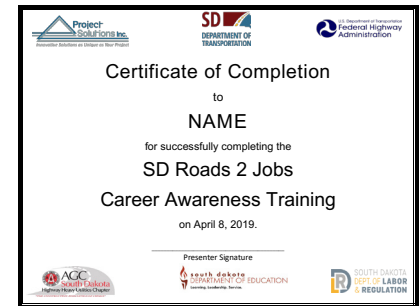 Project
Solutions Inc.
Innovative Solutions as Unique as Your Project
SD
DEPARTMENT OF
TRANSPORTATION
U.S. Department of Transportation
Federal Highway
Administration
Certificate of Completion
to
NAME
for successfully completing the
SD Roads 2 Jobs
Career Awareness Training
on April 8, 2019.
Presenter Signature
AGC
South Dakota
Highway Heavy Utilities Chapter
south dakota
DEPARTMENT OF EDUCATION
Learning. Leadership. Service.
SOUTH DAKOTA
DEPT. OF LABOR
& REGULATION